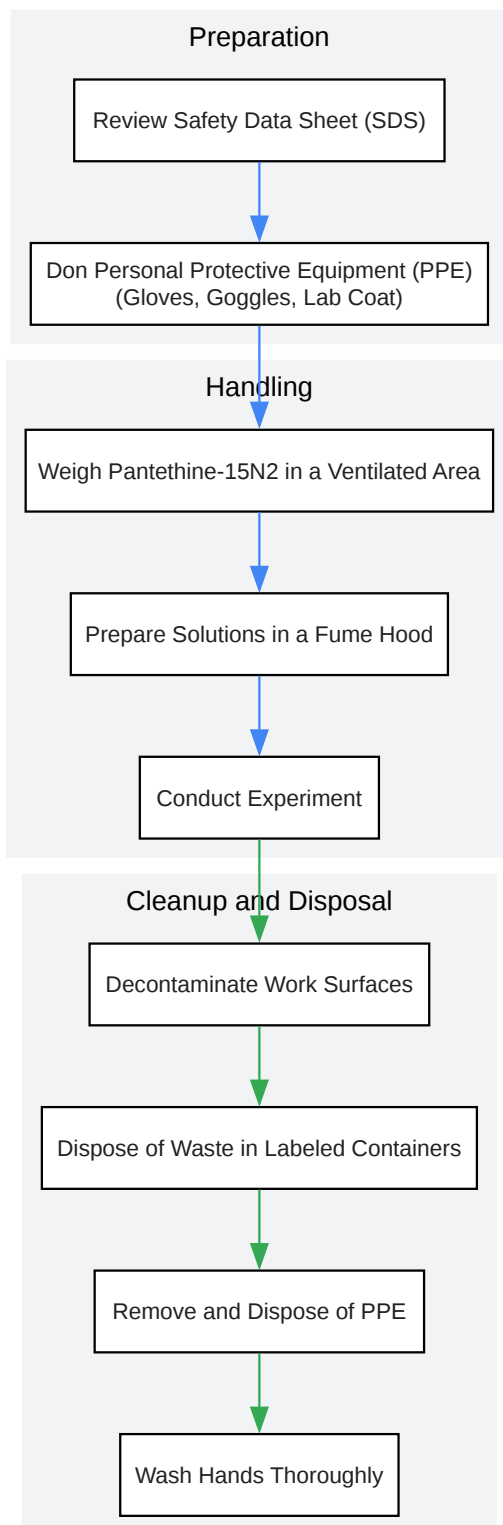 Preparation
Review Safety Data Sheet (SDS)
Don Personal Protective Equipment (PPE)
(Gloves, Goggles, Lab Coat)
Handling
Weigh Pantethine-15N2 in a Ventilated Area
Prepare Solutions in a Fume Hood
Conduct Experiment
Cleanup and Disposal
Decontaminate Work Surfaces
Dispose of Waste in Labeled Containers
Remove and Dispose of PPE
Wash Hands Thoroughly